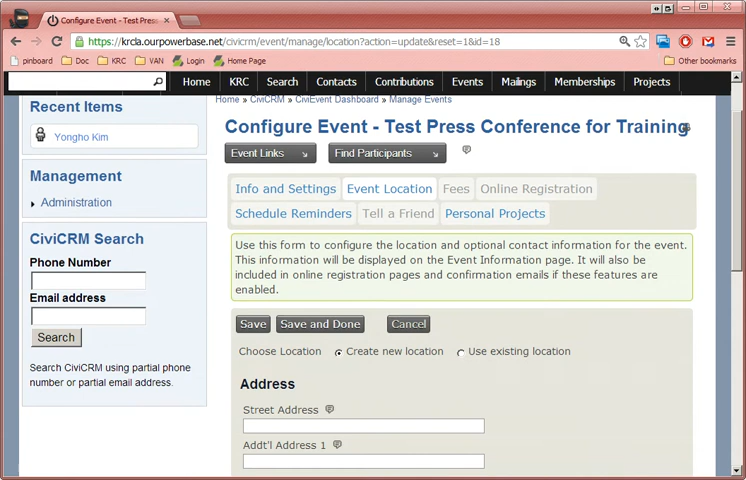 Configure Event - Test Press
https://krcla.ourpowerbase.net/civicrm/event/manage/location?action=update&reset=1&id=18
pinboard Doc KRC VAN Login Home Page Other bookmarks
Home KRC Search Contacts Contributions Events Mailings Memberships Projects
Home » CiviCRM » CiviEvent Dashboard » Manage Events
Recent Items
Yongho Kim
Management
Administration
CiviCRM Search
Phone Number
Email address
Search
Search CiviCRM using partial phone
number or partial email address.
Configure Event - Test Press Conference for Training
Event Links Find Participants
Info and Settings Event Location Fees Online Registration
Schedule Reminders Tell a Friend Personal Projects
Use this form to configure the location and optional contact information for the event.
This information will be displayed on the Event Information page. It will also be
included in online registration pages and confirmation emails if these features are
enabled.
Save Save and Done Cancel
Choose Location Create new location Use existing location
Address
Street Address
Addt'l Address 1